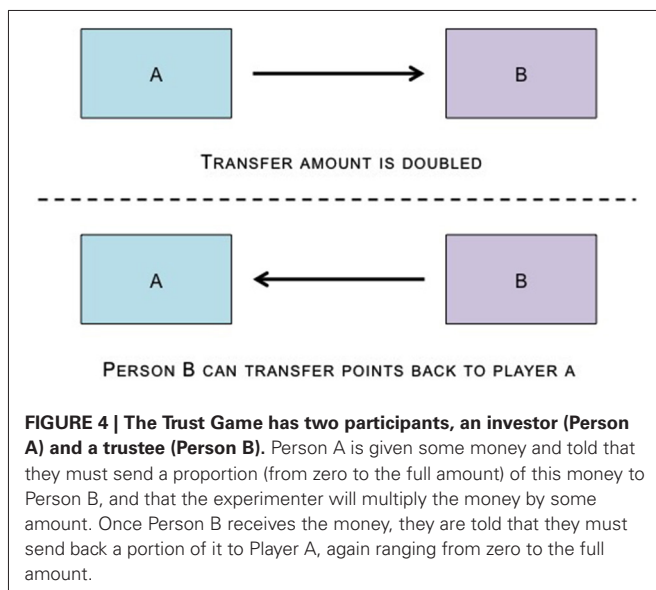 A
B
TRANSFER AMOUNT IS DOUBLED
A
B
PERSON B CAN TRANSFER POINTS BACK TO PLAYER A
FIGURE 4 | The Trust Game has two participants, an investor (Person
A) and a trustee (Person B). Person A is given some money and told that
they must send a proportion (from zero to the full amount) of this money to
Person B, and that the experimenter will multiply the money by some
amount. Once Person B receives the money, they are told that they must
send back a portion of it to Player A, again ranging from zero to the full
amount.